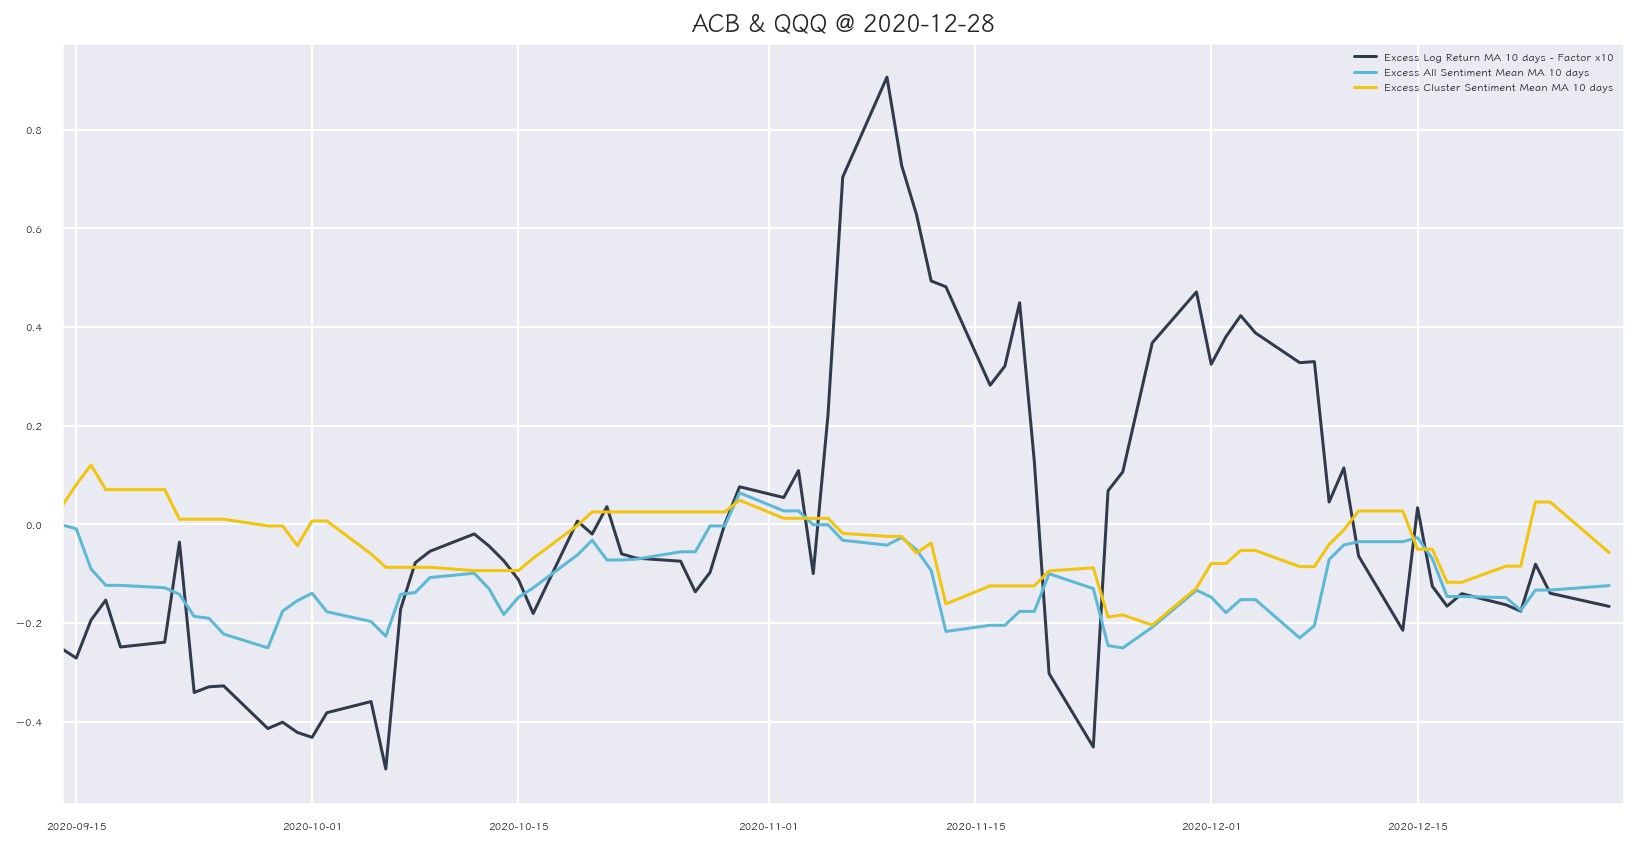 ACB & QQQ @ 2020-12-28
Excess Log Return MA 10 days - Factor x10
Excess All Sentiment Mean MA 10 days
Excess Cluster Sentiment Mean MA 10 days
0.8
0.6
0.4
0.2
0.0
−0.2
−0.4
2020-09-15 2020-10-01 2020-10-15 2020-11-01 2020-11-15 2020-12-01 2020-12-15